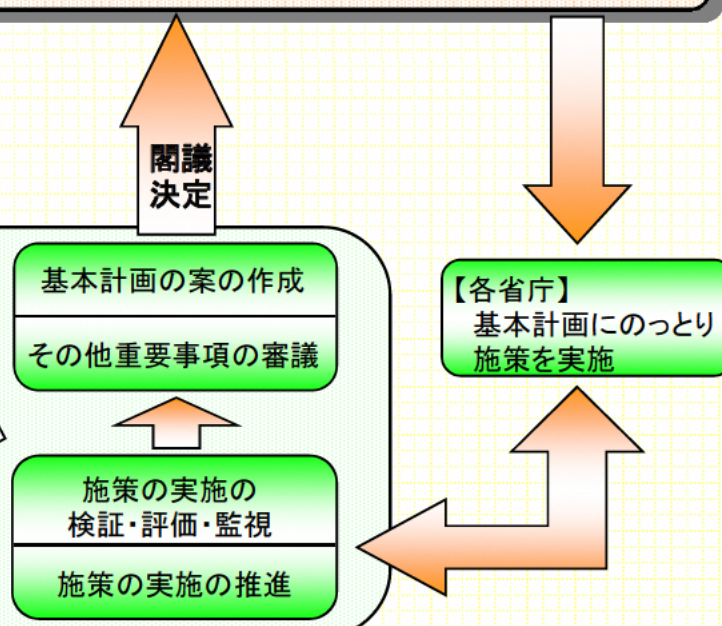 閣議
決定
基本計画の案の作成
その他重要事項の審議
【各省庁】
基本計画にのっとり
施策を実施
施策の実施の
検証・評価・監視
施策の実施の推進